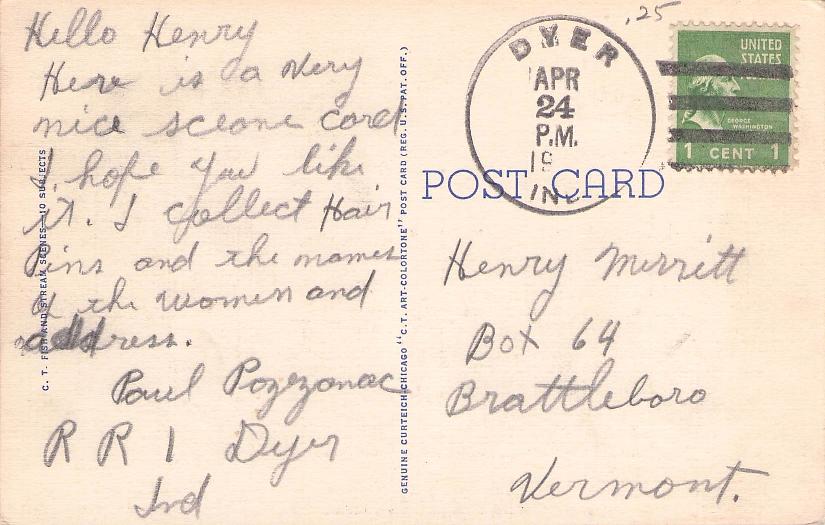 Hello Henry
Here is a very
nice sceone card
I hope you like
it. I collect Hair
Pins and the names
of the women and
address.
Paul
R R 1 Dyer
Ind
C. T. FISH AND STREAM SCENES—10 SUBJECTS
GENUINE CURTEICH-CHICAGO "C. T. ART-COLORTONE" POST CARD (REG. U. S. PAT. OFF.)
.25
DYER
APR
24
P.M.
19
IND
UNITED
STATES
GEORGE
WASHINGTON
1 CENT 1
POST CARD
Henry Merritt
Box 64
Brattleboro
Vermont.